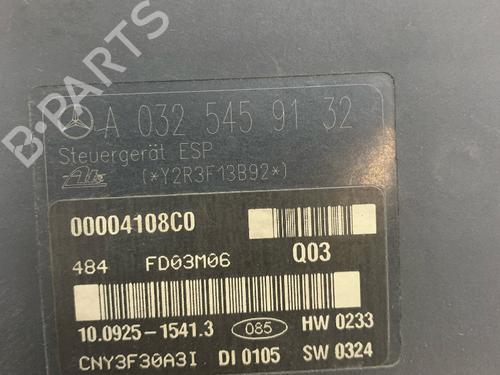 A 032 545 91 32
Steuergerät ESP
Ate (*Y2R3F13B92*)
00004108C0
484 FD03M06 Q03
10.0925-1541.3 085 HW 0233
CNY3F30A3I DI 0105 SW 0324
B-PARTS